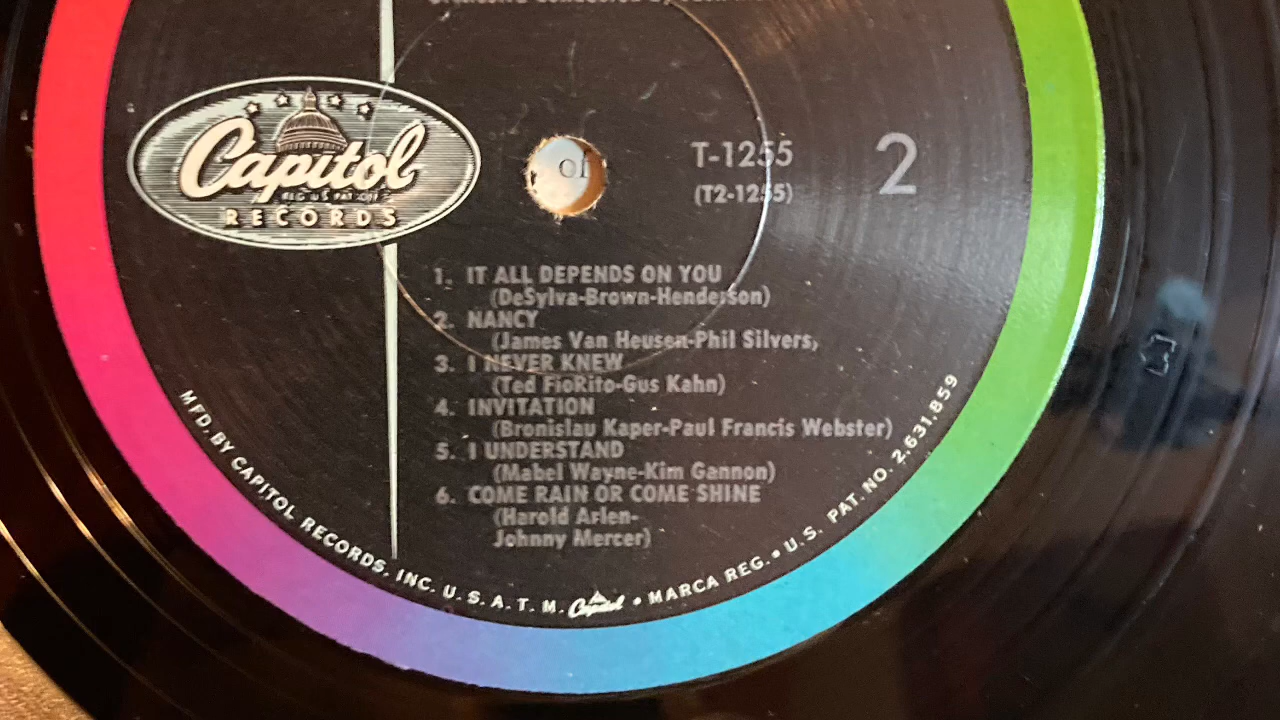 Capitol
REG. U.S. PAT. OFF.
RECORDS
of
T-1255
(T2-1255)
2
1. IT ALL DEPENDS ON YOU
(DeSylva-Brown-Henderson)
2. NANCY
(James Van Heusen-Phil Silvers)
3. I NEVER KNEW
(Ted FioRito-Gus Kahn)
4. INVITATION
(Bronislau Kaper-Paul Francis Webster)
5. I UNDERSTAND
(Mabel Wayne-Kim Gannon)
6. COME RAIN OR COME SHINE
(Harold Arlen-
Johnny Mercer)
MFD. BY CAPITOL RECORDS, INC. U.S.A. T.M. Capitol • MARCA REG. • U.S. PAT. NO. 2,631,859